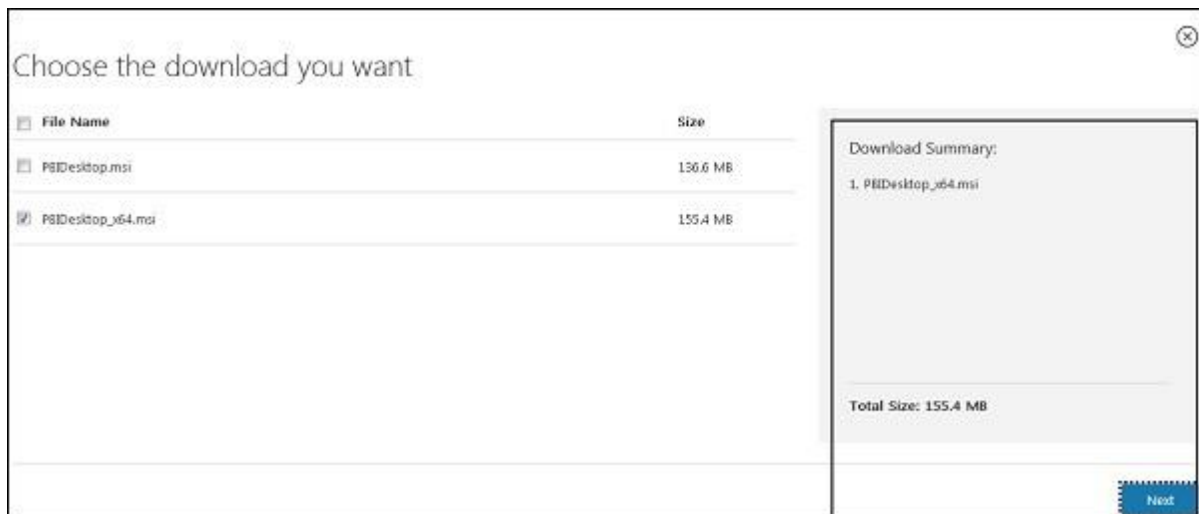 Choose the download you want
File Name Size
PBIDesktop.msi 136.6 MB
PBIDesktop_x64.msi 155.4 MB
Download Summary:
1. PBIDesktop_x64.msi
Total Size: 155.4 MB
Next